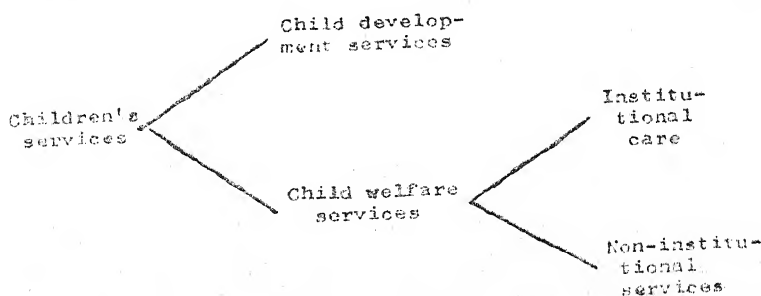 Child develop-
ment services
Children's
services
Institu-
tional
care
Child welfare
services
Non-institu-
tional
services